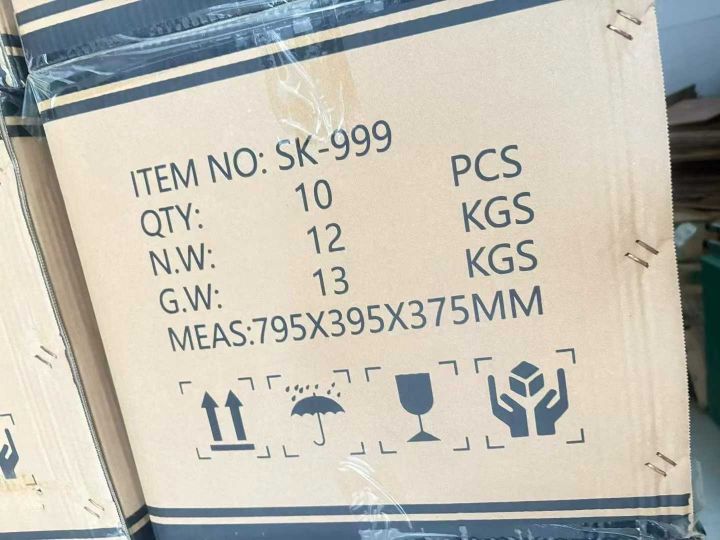 ITEM NO: SK-999
QTY: 10 PCS
N.W: 12 KGS
G.W: 13 KGS
MEAS:795X395X375MM